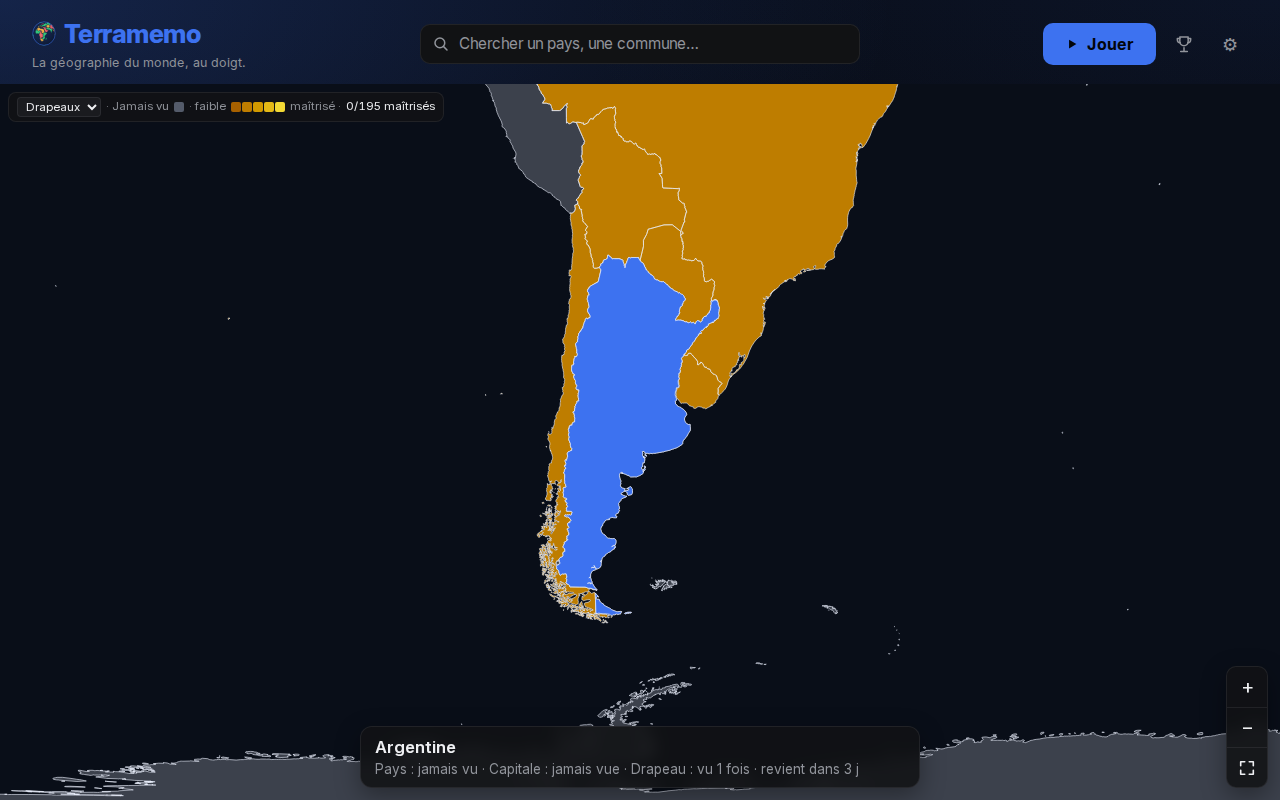 Terramemo
La géographie du monde, au doigt.
Chercher un pays, une commune…
Jouer
Drapeaux · Jamais vu · faible maîtrisé · 0/195 maîtrisés
+
−
Argentine
Pays : jamais vu · Capitale : jamais vue · Drapeau : vu 1 fois · revient dans 3 j